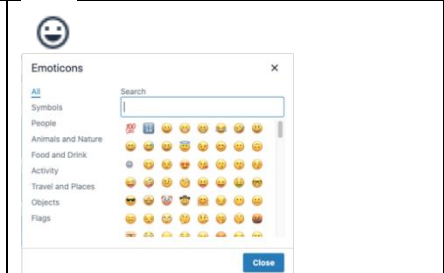 Emoticons
All
Symbols
People
Animals and Nature
Food and Drink
Activity
Travel and Places
Objects
Flags
Search
Close